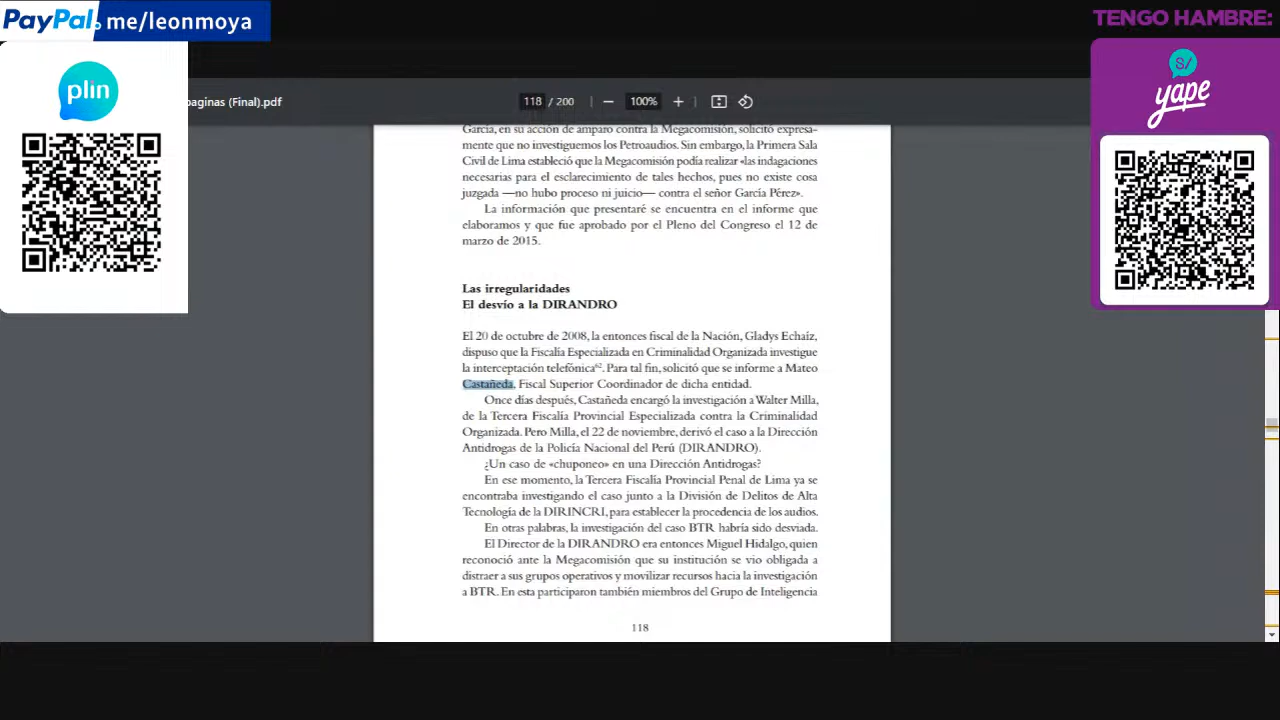 PayPal.me/leonmoya
TENGO HAMBRE:
plin
S/
yape
paginas (Final).pdf
118 / 200
100%
García, en su acción de amparo contra la Megacomisión, solicitó expresa-
mente que no investiguemos los Petroaudios. Sin embargo, la Primera Sala
Civil de Lima estableció que la Megacomisión podía realizar «las indagaciones
necesarias para el esclarecimiento de tales hechos, pues no existe cosa
juzgada —no hubo proceso ni juicio— contra el señor García Pérez».
La información que presentaré se encuentra en el informe que
elaboramos y que fue aprobado por el Pleno del Congreso el 12 de
marzo de 2015.
Las irregularidades
El desvío a la DIRANDRO
El 20 de octubre de 2008, la entonces fiscal de la Nación, Gladys Echaíz,
dispuso que la Fiscalía Especializada en Criminalidad Organizada investigue
la interceptación telefónica⁶². Para tal fin, solicitó que se informe a Mateo
Castañeda, Fiscal Superior Coordinador de dicha entidad.
Once días después, Castañeda encargó la investigación a Walter Milla,
de la Tercera Fiscalía Provincial Especializada contra la Criminalidad
Organizada. Pero Milla, el 22 de noviembre, derivó el caso a la Dirección
Antidrogas de la Policía Nacional del Perú (DIRANDRO).
¿Un caso de «chuponeo» en una Dirección Antidrogas?
En ese momento, la Tercera Fiscalía Provincial Penal de Lima ya se
encontraba investigando el caso junto a la División de Delitos de Alta
Tecnología de la DIRINCRI, para establecer la procedencia de los audios.
En otras palabras, la investigación del caso BTR habría sido desviada.
El Director de la DIRANDRO era entonces Miguel Hidalgo, quien
reconoció ante la Megacomisión que su institución se vio obligada a
distraer a sus grupos operativos y movilizar recursos hacia la investigación
a BTR. En esta participaron también miembros del Grupo de Inteligencia
118